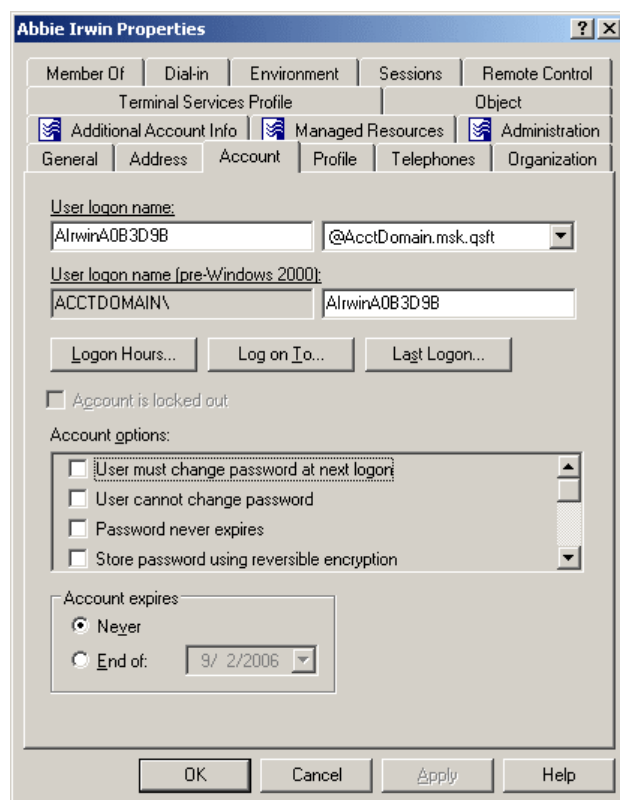 Abbie Irwin Properties
Member Of Dial-in Environment Sessions Remote Control
Terminal Services Profile Object
Additional Account Info Managed Resources Administration
General Address Account Profile Telephones Organization
User logon name:
AIrwinA0B3D9B @AcctDomain.msk.qsft
User logon name (pre-Windows 2000):
ACCTDOMAIN\ AIrwinA0B3D9B
Logon Hours... Log on To... Last Logon...
Account is locked out
Account options:
User must change password at next logon
User cannot change password
Password never expires
Store password using reversible encryption
Account expires
Never
End of: 9/ 2/2006
OK Cancel Apply Help